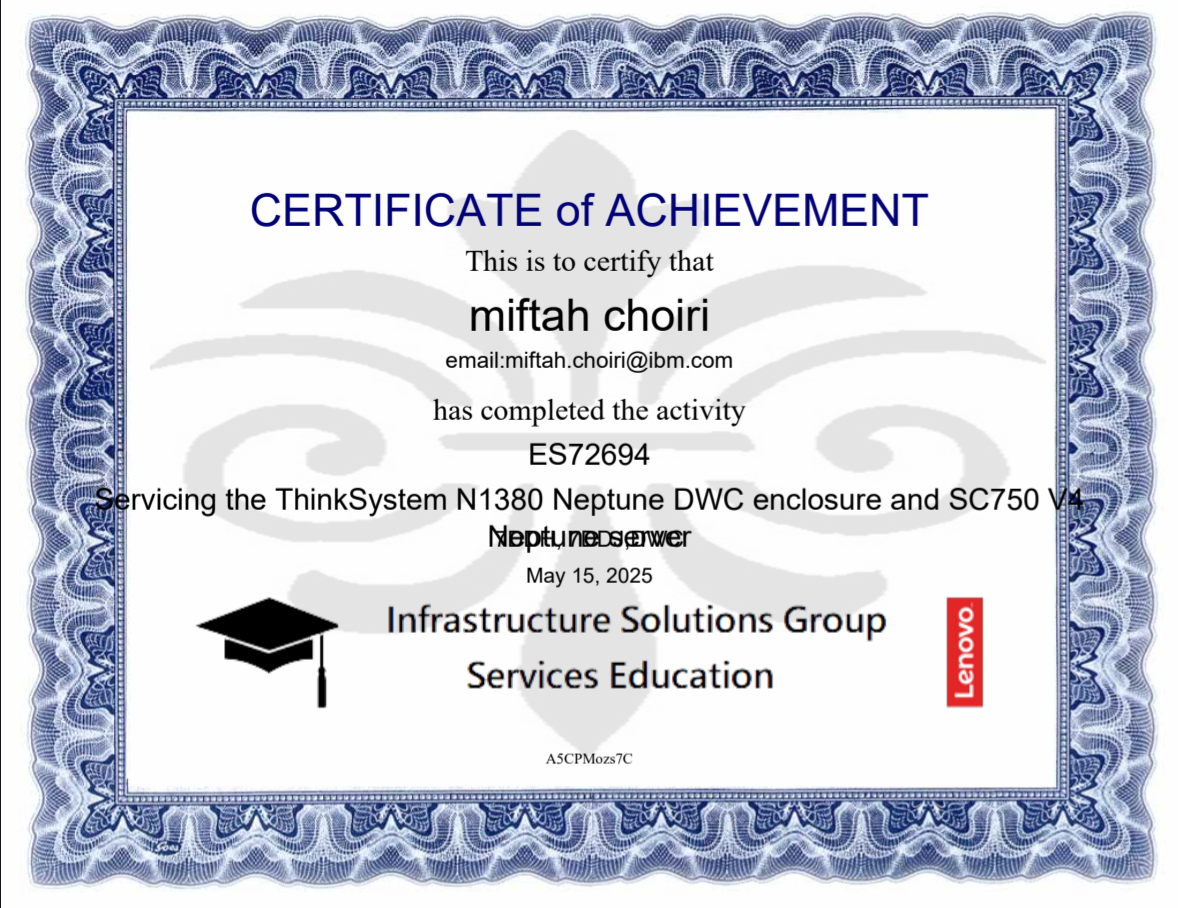 CERTIFICATE of ACHIEVEMENT
This is to certify that
miftah choiri
email:miftah.choiri@ibm.com
has completed the activity
ES72694
Servicing the ThinkSystem N1380 Neptune DWC enclosure and SC750 V4
Neptune server
May 15, 2025
Infrastructure Solutions Group
Services Education
Lenovo
A5CPMozs7C
Goes